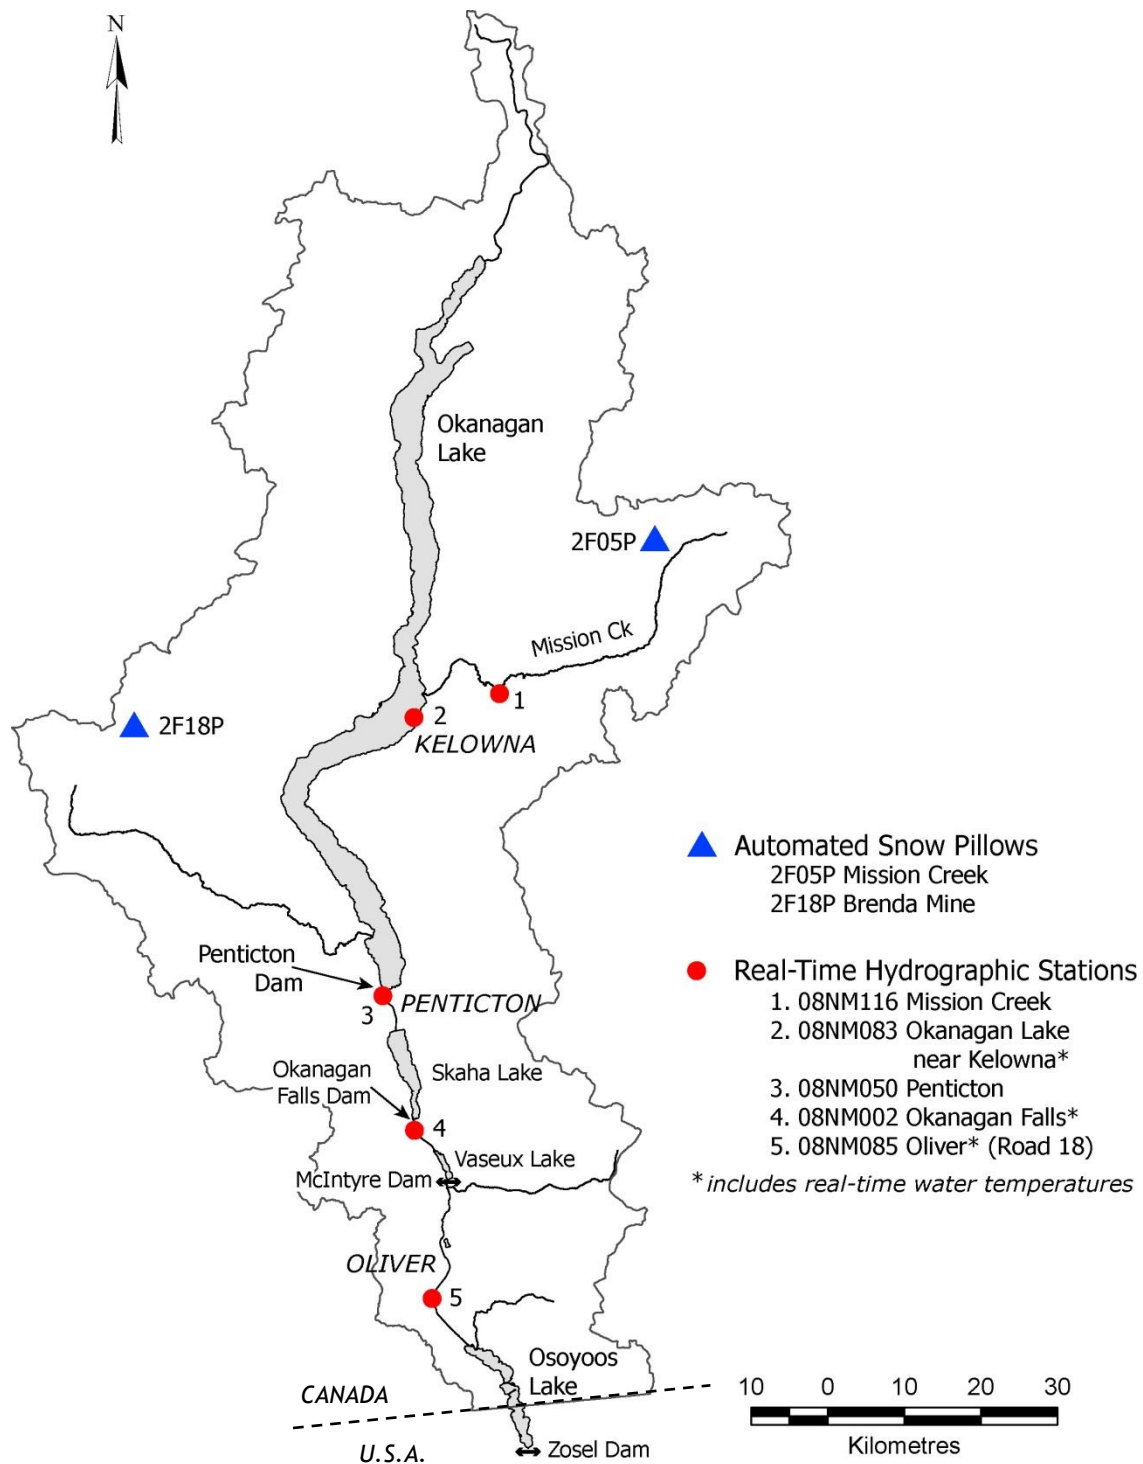 N
Okanagan
Lake
2F05P
Mission Ck
1
2
KELOWNA
2F18P
Automated Snow Pillows
2F05P Mission Creek
2F18P Brenda Mine
Penticton
Dam
3
PENTICTON
Real-Time Hydrographic Stations
1. 08NM116 Mission Creek
2. 08NM083 Okanagan Lake
near Kelowna*
3. 08NM050 Penticton
4. 08NM002 Okanagan Falls*
5. 08NM085 Oliver* (Road 18)
*includes real-time water temperatures
Okanagan
Falls Dam
Skaha Lake
4
Vaseux Lake
McIntyre Dam
OLIVER
5
Osoyoos
Lake
CANADA
U.S.A.
Zosel Dam
10 0 10 20 30
Kilometres